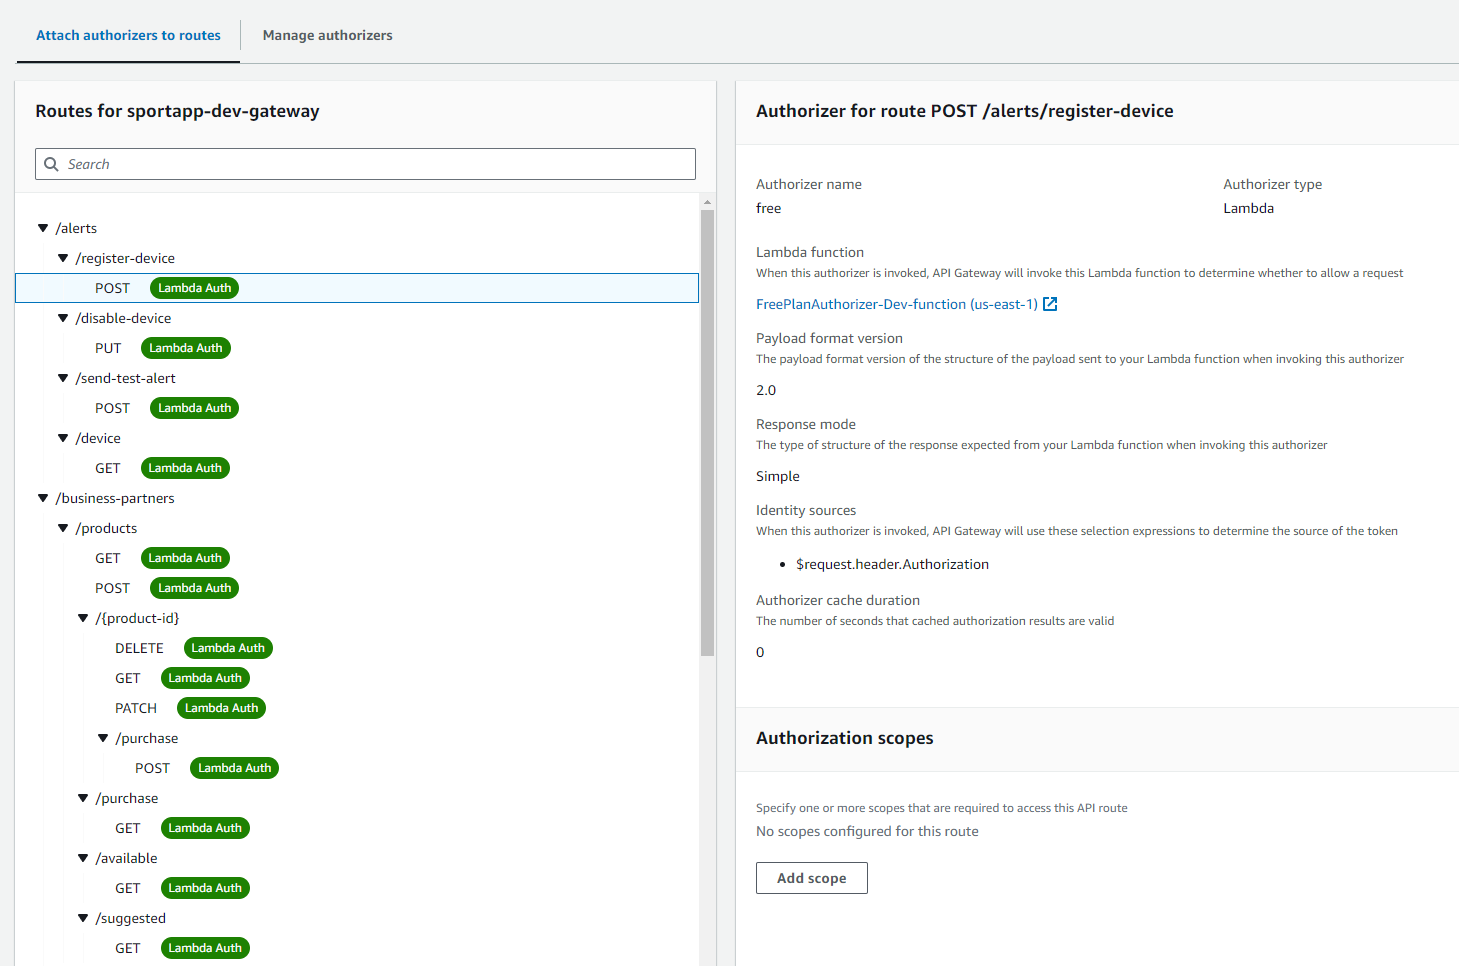 Attach authorizers to routes
Manage authorizers
Routes for sportapp-dev-gateway
Search
/alerts
/register-device
POST Lambda Auth
/disable-device
PUT Lambda Auth
/send-test-alert
POST Lambda Auth
/device
GET Lambda Auth
/business-partners
/products
GET Lambda Auth
POST Lambda Auth
/{product-id}
DELETE Lambda Auth
GET Lambda Auth
PATCH Lambda Auth
/purchase
POST Lambda Auth
/purchase
GET Lambda Auth
/available
GET Lambda Auth
/suggested
GET Lambda Auth
Authorizer for route POST /alerts/register-device
Authorizer name
free
Authorizer type
Lambda
Lambda function
When this authorizer is invoked, API Gateway will invoke this Lambda function to determine whether to allow a request
FreePlanAuthorizer-Dev-function (us-east-1)
Payload format version
The payload format version of the structure of the payload sent to your Lambda function when invoking this authorizer
2.0
Response mode
The type of structure of the response expected from your Lambda function when invoking this authorizer
Simple
Identity sources
When this authorizer is invoked, API Gateway will use these selection expressions to determine the source of the token
• $request.header.Authorization
Authorizer cache duration
The number of seconds that cached authorization results are valid
0
Authorization scopes
Specify one or more scopes that are required to access this API route
No scopes configured for this route
Add scope